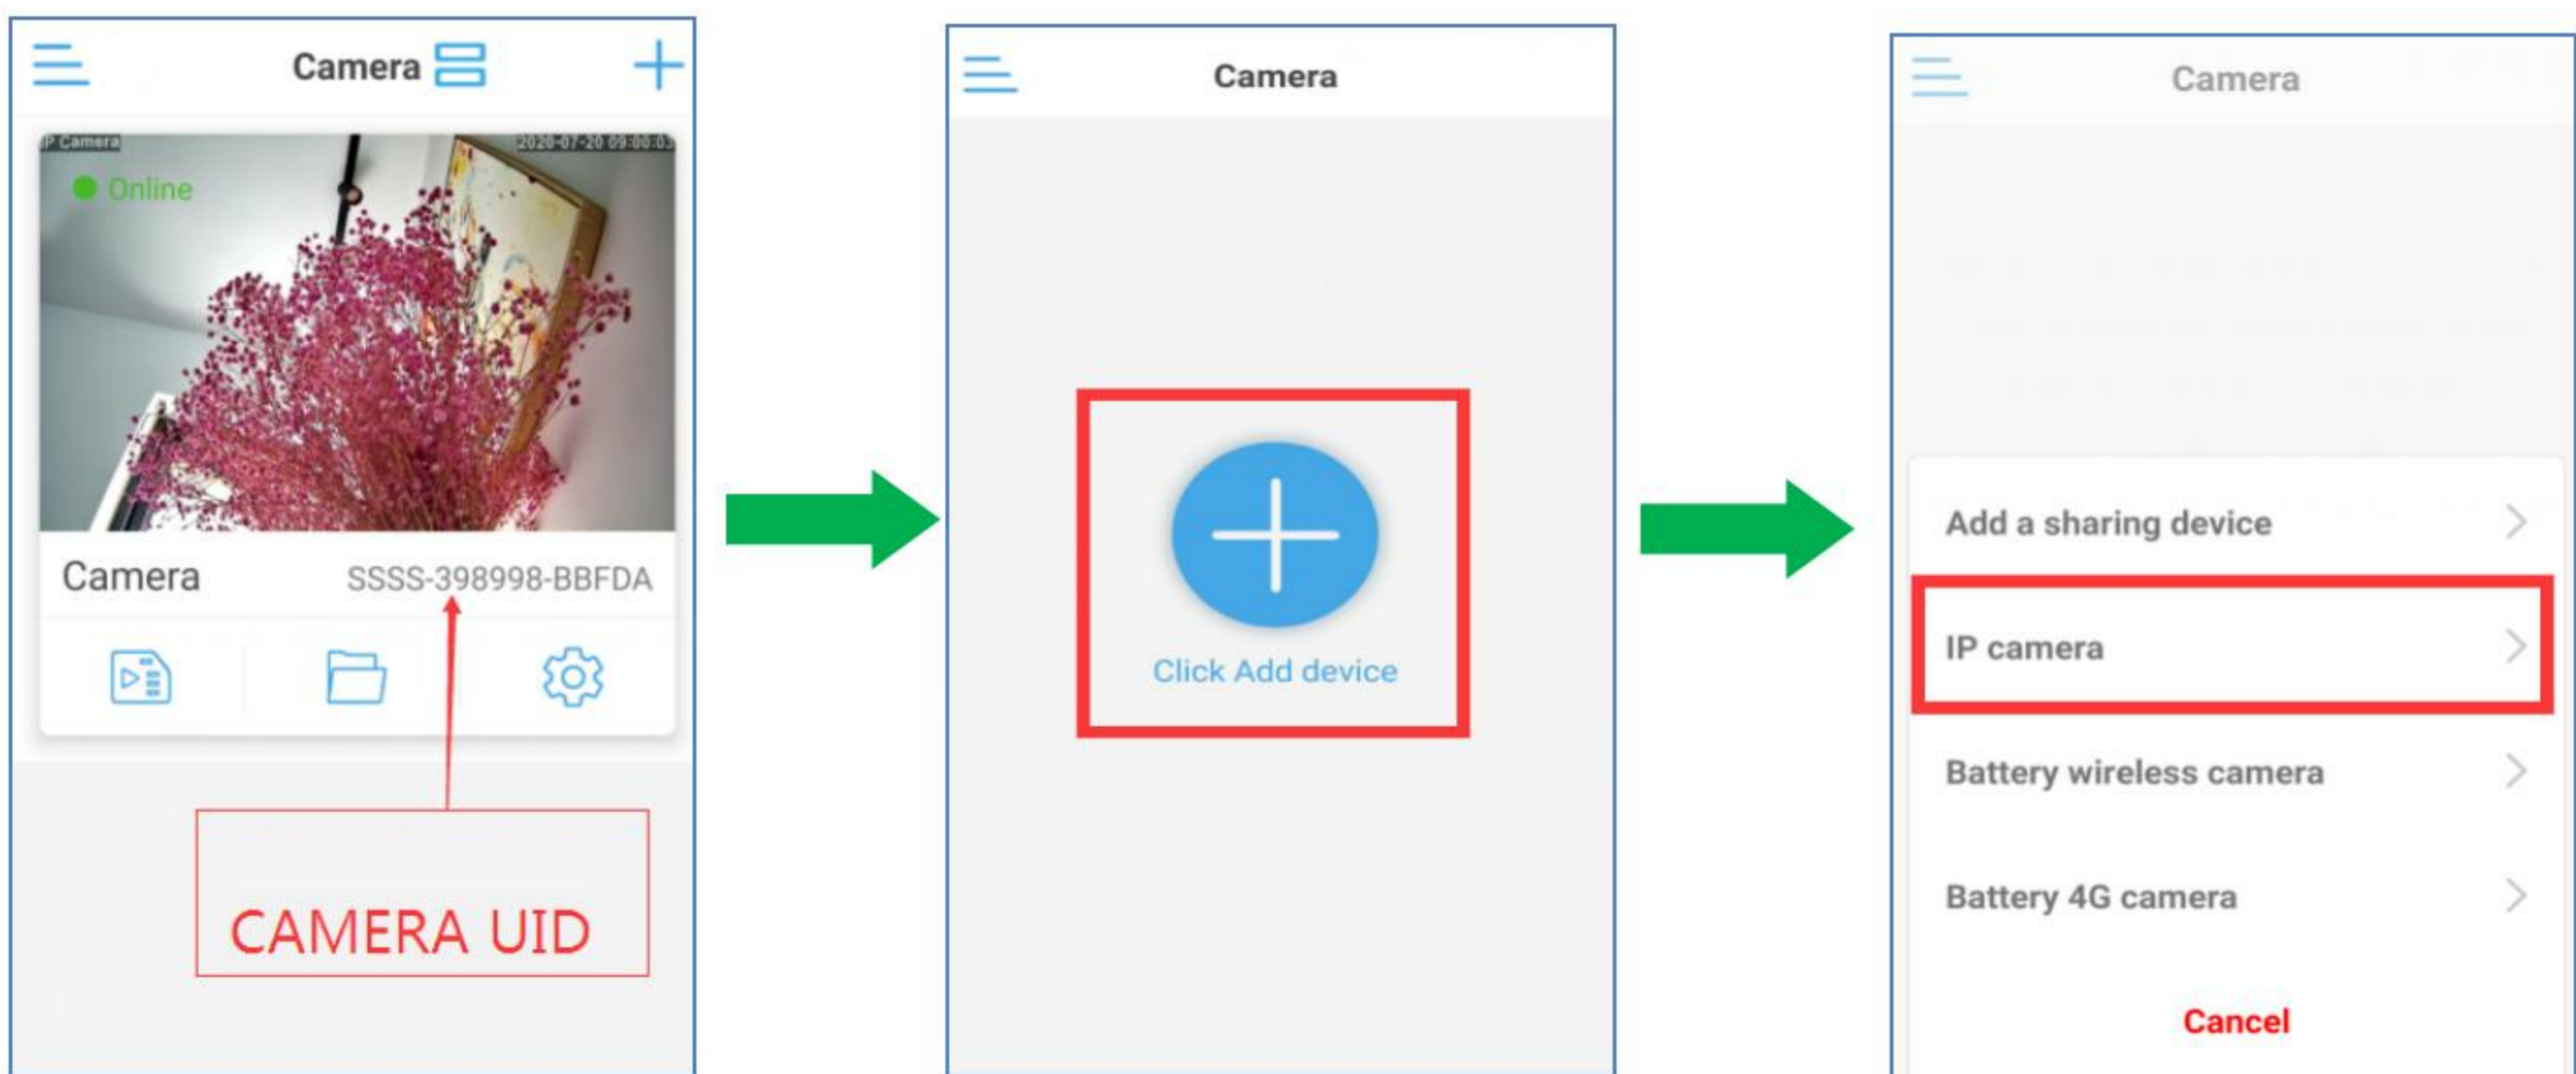 Camera
IP Camera
2020-07-20 09:00:03
Online
Camera
SSSS-398998-BBFDA
CAMERA UID
Camera
Click Add device
Camera
Add a sharing device
IP camera
Battery wireless camera
Battery 4G camera
Cancel